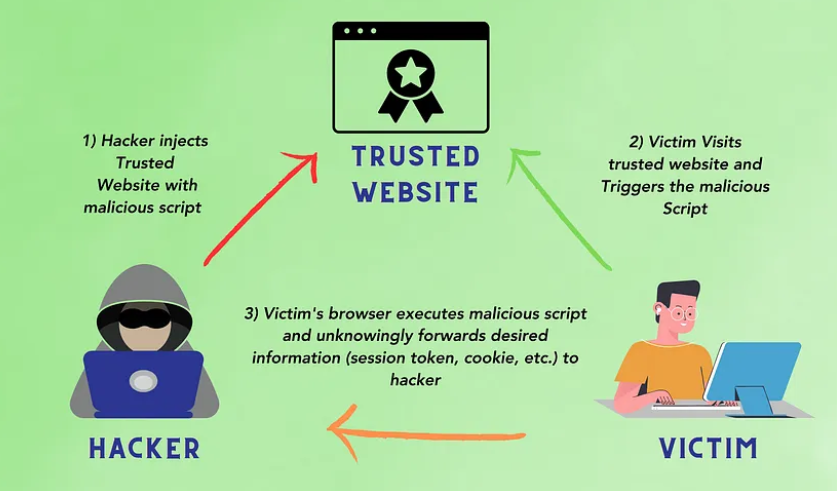 1) Hacker injects
Trusted
Website with
malicious script
TRUSTED
WEBSITE
2) Victim Visits
trusted website and
Triggers the malicious
Script
3) Victim's browser executes malicious script
and unknowingly forwards desired
information (session token, cookie, etc.) to
hacker
HACKER
VICTIM